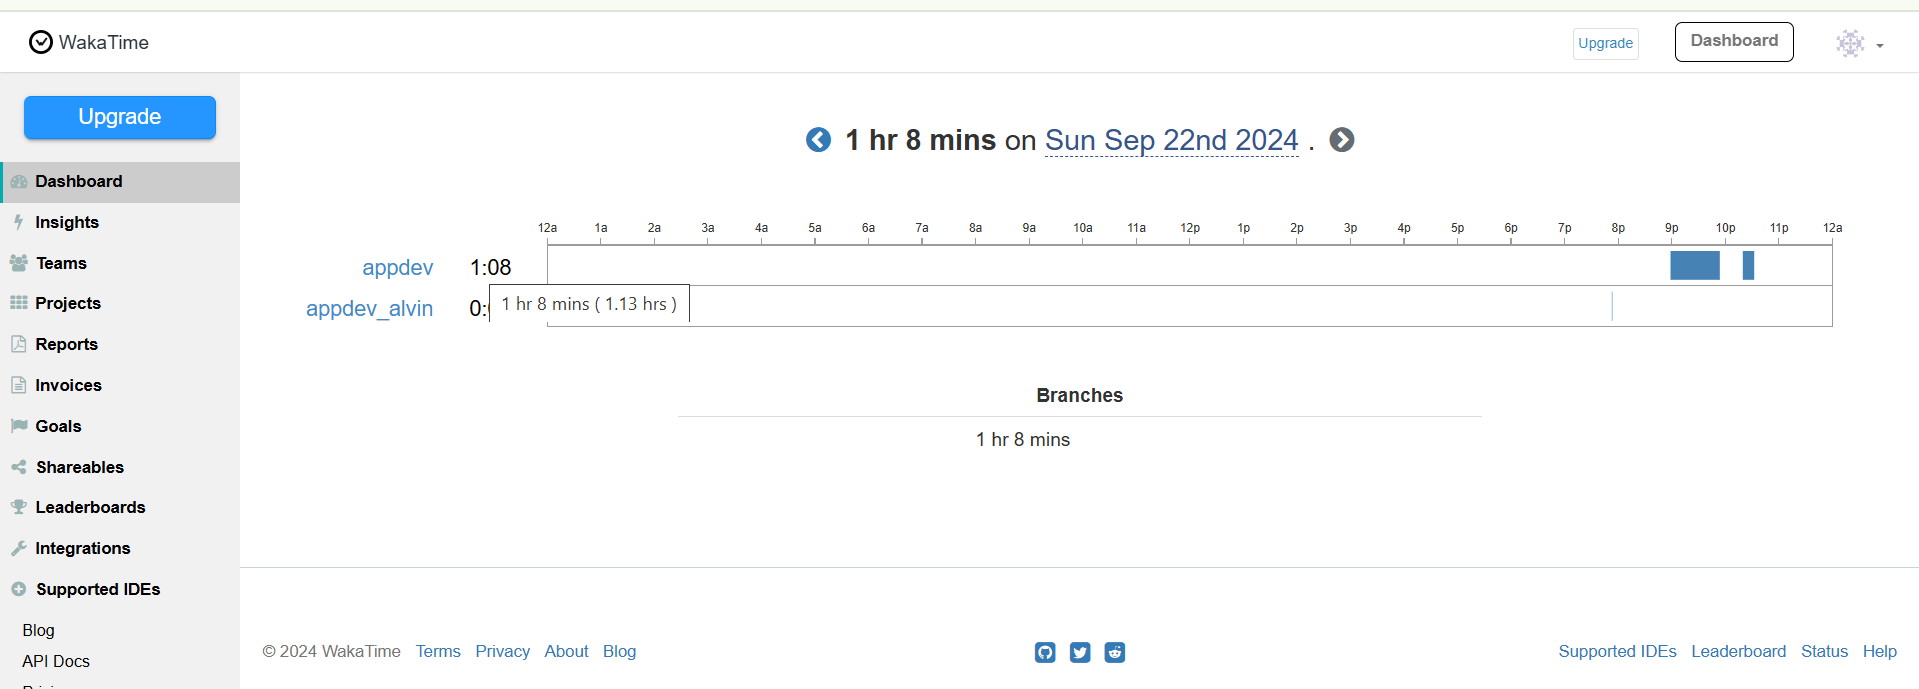 WakaTime
Upgrade
Dashboard
Upgrade
Dashboard
Insights
Teams
Projects
Reports
Invoices
Goals
Shareables
Leaderboards
Integrations
Supported IDEs
Blog
API Docs
1 hr 8 mins on Sun Sep 22nd 2024 .
12a 1a 2a 3a 4a 5a 6a 7a 8a 9a 10a 11a 12p 1p 2p 3p 4p 5p 6p 7p 8p 9p 10p 11p 12a
appdev 1:08
appdev_alvin 0:
1 hr 8 mins ( 1.13 hrs )
Branches
1 hr 8 mins
© 2024 WakaTime Terms Privacy About Blog
Supported IDEs Leaderboard Status Help